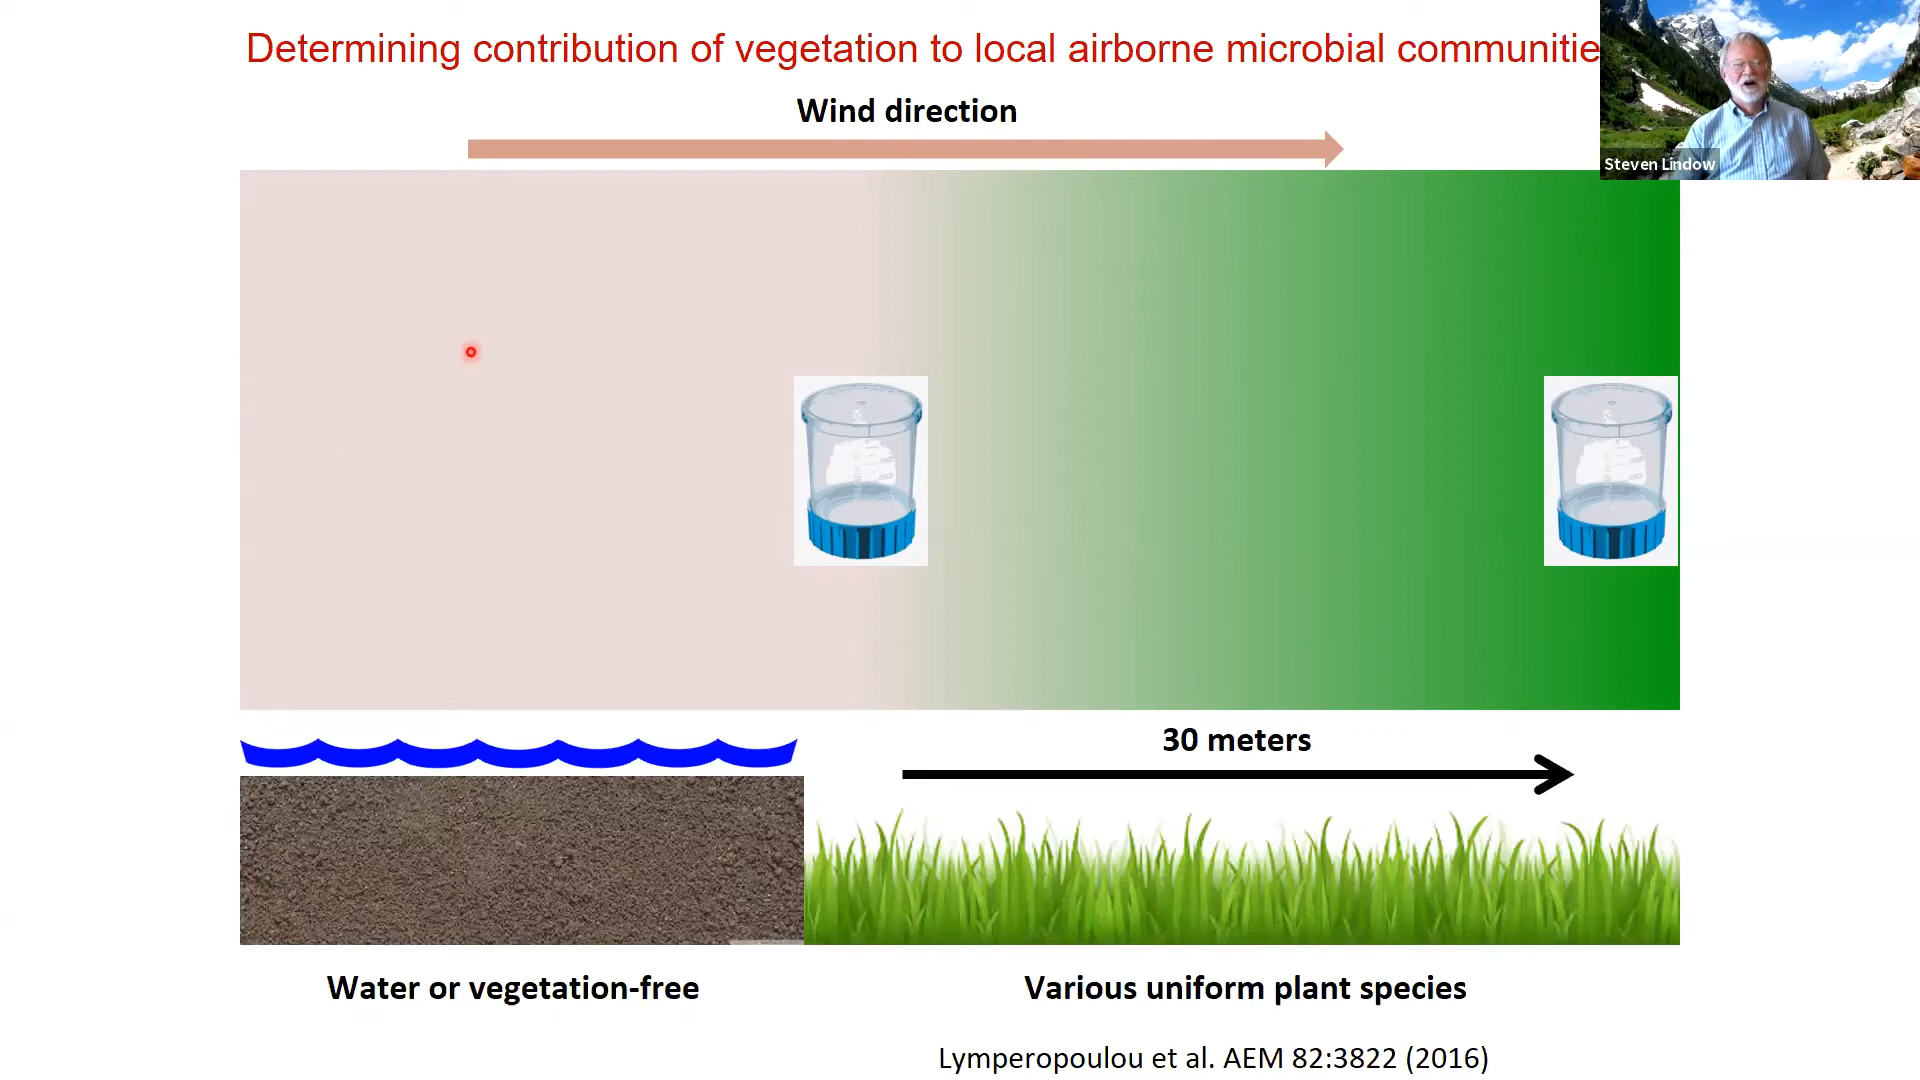 Determining contribution of vegetation to local airborne microbial communitie
Wind direction
Steven Lindow
30 meters
Water or vegetation-free
Various uniform plant species
Lymperopoulou et al. AEM 82:3822 (2016)